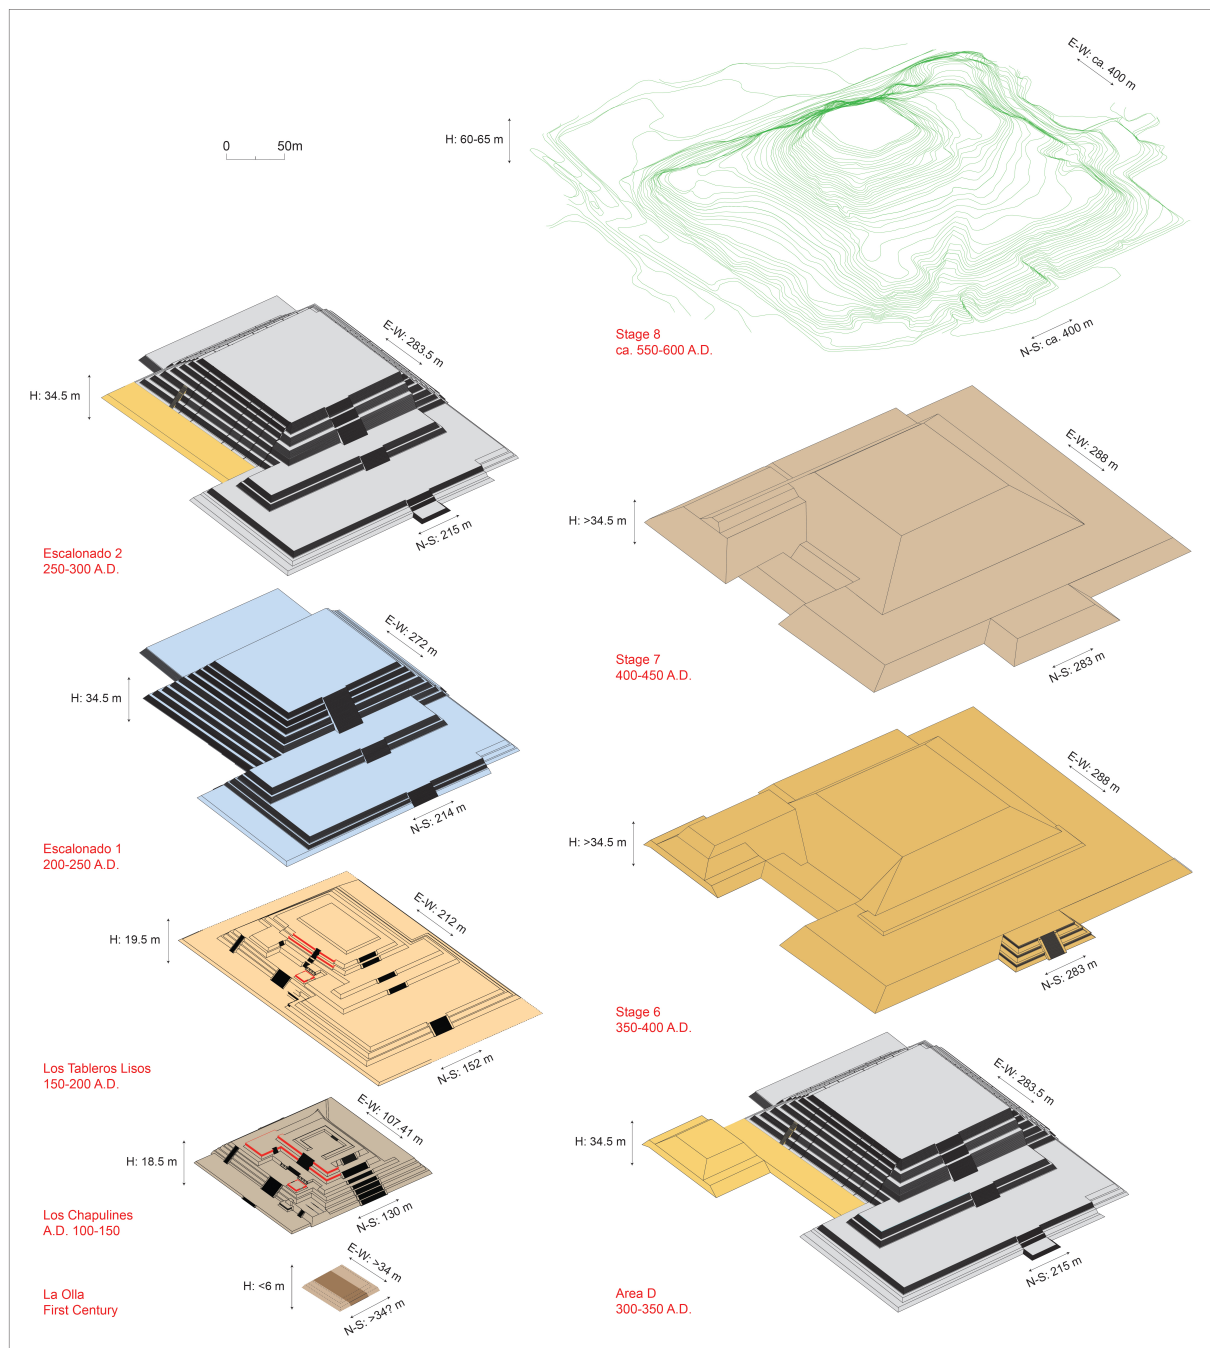 0 50m
H: 60-65 m
E-W: ca. 400 m
N-S: ca. 400 m
Stage 8
ca. 550-600 A.D.
E-W: 283.5 m
H: 34.5 m
N-S: 215 m
Escalonado 2
250-300 A.D.
E-W: 288 m
H: >34.5 m
N-S: 283 m
Stage 7
400-450 A.D.
E-W: 272 m
H: 34.5 m
N-S: 214 m
Escalonado 1
200-250 A.D.
E-W: 288 m
H: >34.5 m
N-S: 283 m
Stage 6
350-400 A.D.
E-W: 212 m
H: 19.5 m
N-S: 152 m
Los Tableros Lisos
150-200 A.D.
E-W: 107.41 m
H: 18.5 m
N-S: 130 m
Los Chapulines
A.D. 100-150
E-W: 283.5 m
H: 34.5 m
N-S: 215 m
Area D
300-350 A.D.
E-W: >34 m
H: <6 m
N-S: >34? m
La Olla
First Century